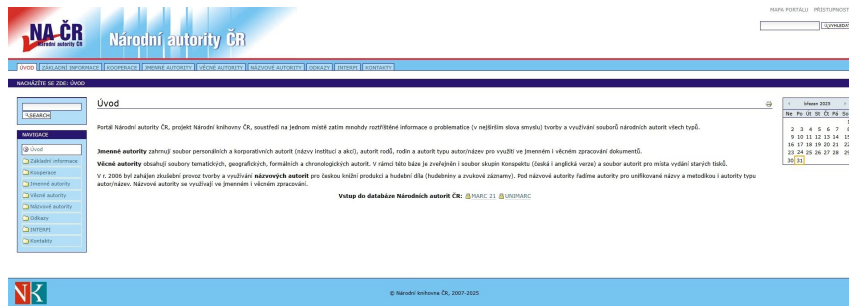 MAPA PORTÁLU PŘÍSTUPNOST
NA ČR
Národní autority ČR
Národní autority ČR
VYHLEDAT
ÚVOD ZÁKLADNÍ INFORMACE KOOPERACE JMENNÉ AUTORITY VĚCNÉ AUTORITY NÁZVOVÉ AUTORITY ODKAZY INTERPI KONTAKTY
NACHÁZÍTE SE ZDE: ÚVOD
SEARCH
NAVIGACE
Úvod
Základní informace
Kooperace
Jmenné autority
Věcné autority
Názvové autority
Odkazy
INTERPI
Kontakty
Úvod
Portál Národní autority ČR, projekt Národní knihovny ČR, soustředí na jednom místě zatím mnohdy roztříštěné informace o problematice (v nejširším slova smyslu) tvorby a využívání souborů národních autorit všech typů.
Jmenné autority zahrnují soubor personálních a korporativních autorit (názvy institucí a akcí), autorit rodů, rodin a autorit typu autor/název pro využití ve jmenném i věcném zpracování dokumentů.
Věcné autority obsahují soubory tematických, geografických, formálních a chronologických autorit. V rámci této báze je zveřejněn i soubor skupin Konspektu (česká i anglická verze) a soubor autorit pro místa vydání starých tisků.
V r. 2006 byl zahájen zkušební provoz tvorby a využívání názvových autorit pro českou knižní produkci a hudební díla (hudebniny a zvukové záznamy). Pod názvové autority řadíme autority pro unifikované názvy a metodikou i autority typu
autor/název. Názvové autority se využívají ve jmenném i věcném zpracování.
Vstup do databáze Národních autorit ČR: MARC 21 UNIMARC
« březen 2025 »
Ne Po Út St Čt Pá So
1
2 3 4 5 6 7 8
9 10 11 12 13 14 15
16 17 18 19 20 21 22
23 24 25 26 27 28 29
30 31
NK
© Národní knihovna ČR, 2007-2025